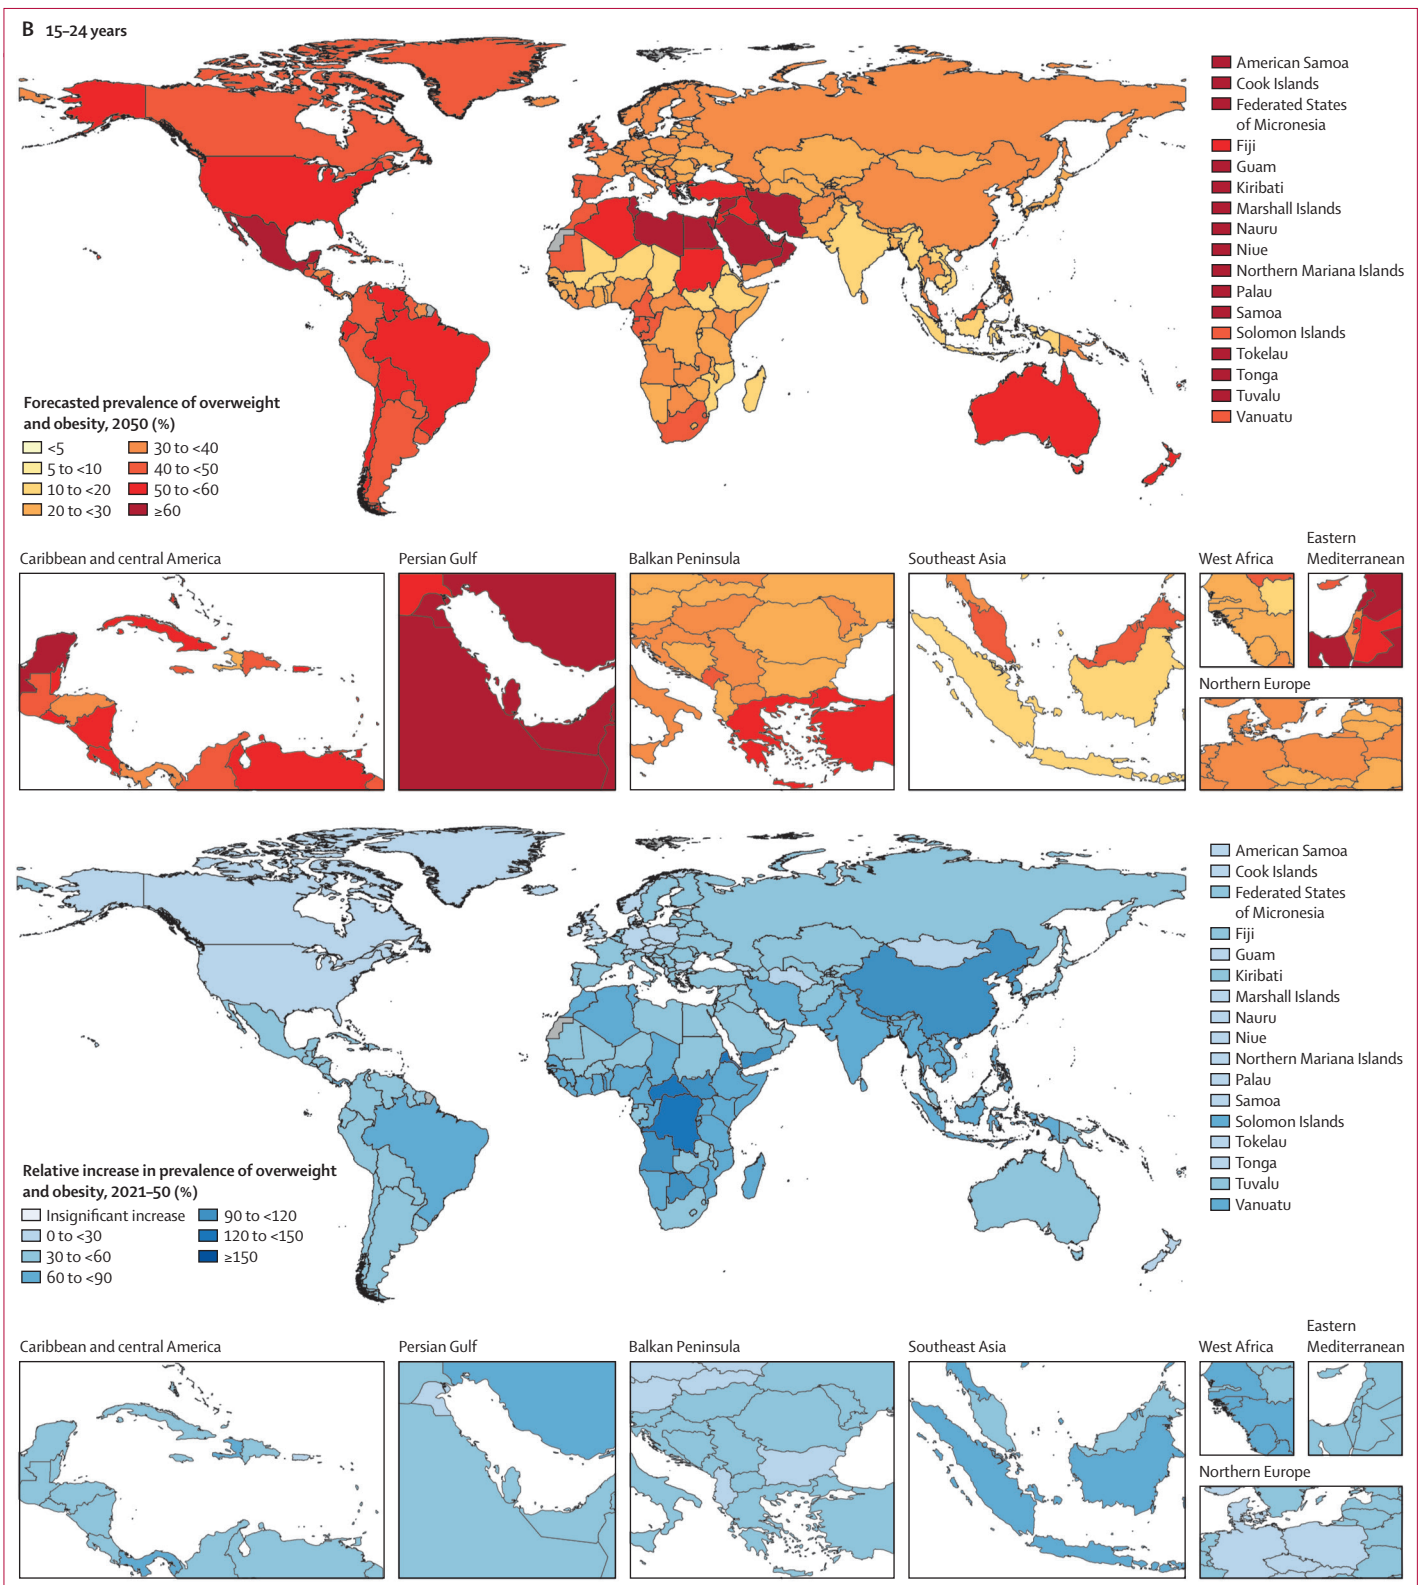 B 15–24 years
American Samoa
Cook Islands
Federated States
of Micronesia
Fiji
Guam
Kiribati
Marshall Islands
Nauru
Niue
Northern Mariana Islands
Palau
Samoa
Solomon Islands
Tokelau
Tonga
Tuvalu
Vanuatu
Forecasted prevalence of overweight
and obesity, 2050 (%)
<5
5 to <10
10 to <20
20 to <30
30 to <40
40 to <50
50 to <60
≥60
Caribbean and central America
Persian Gulf
Balkan Peninsula
Southeast Asia
West Africa
Eastern
Mediterranean
Northern Europe
American Samoa
Cook Islands
Federated States
of Micronesia
Fiji
Guam
Kiribati
Marshall Islands
Nauru
Niue
Northern Mariana Islands
Palau
Samoa
Solomon Islands
Tokelau
Tonga
Tuvalu
Vanuatu
Relative increase in prevalence of overweight
and obesity, 2021–50 (%)
Insignificant increase
0 to <30
30 to <60
60 to <90
90 to <120
120 to <150
≥150
Caribbean and central America
Persian Gulf
Balkan Peninsula
Southeast Asia
West Africa
Eastern
Mediterranean
Northern Europe